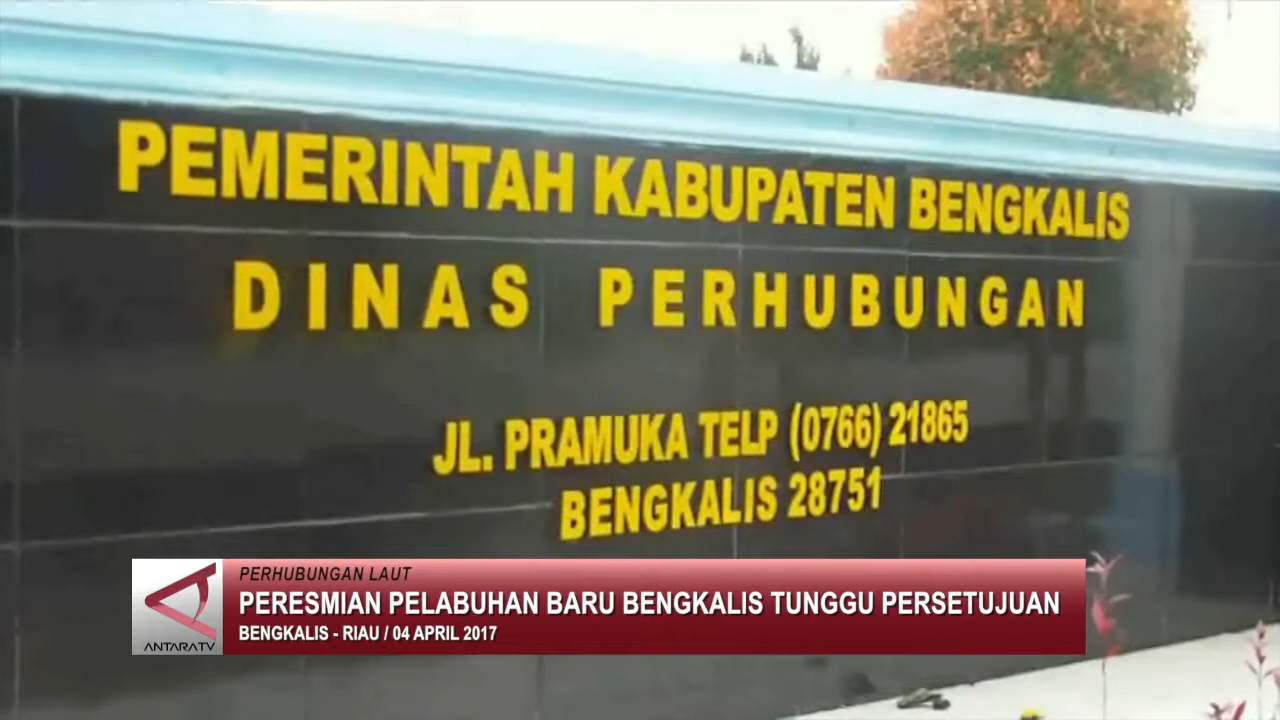 PEMERINTAH KABUPATEN BENGKALIS
DINAS PERHUBUNGAN
JL. PRAMUKA TELP (0766) 21865
BENGKALIS 28751
PERHUBUNGAN LAUT
PERESMIAN PELABUHAN BARU BENGKALIS TUNGGU PERSETUJUAN
BENGKALIS - RIAU / 04 APRIL 2017
ANTARATV